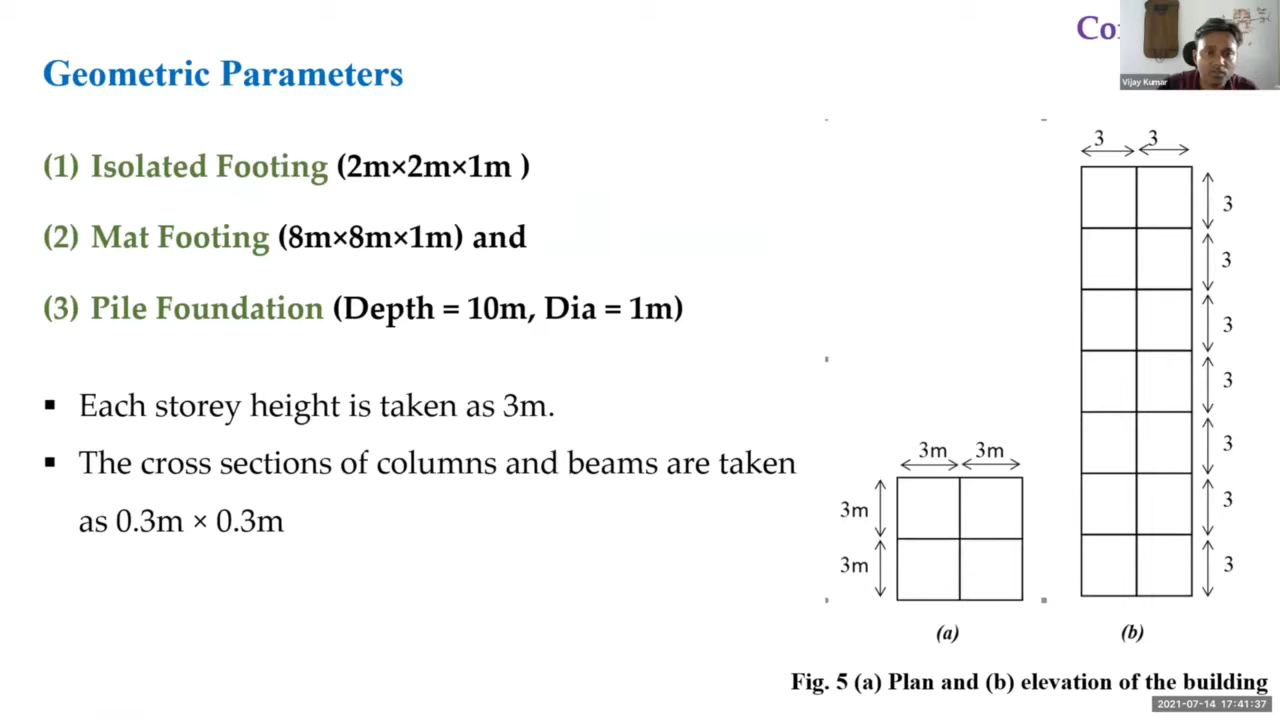 Co
Vijay Kumar
Geometric Parameters
(1) Isolated Footing (2m×2m×1m )
(2) Mat Footing (8m×8m×1m) and
(3) Pile Foundation (Depth = 10m, Dia = 1m)
▪ Each storey height is taken as 3m.
▪ The cross sections of columns and beams are taken
as 0.3m × 0.3m
3m 3m
3m
3m
(a)
3 3
3
3
3
3
3
3
3
(b)
Fig. 5 (a) Plan and (b) elevation of the building
2021-07-14 17:41:37